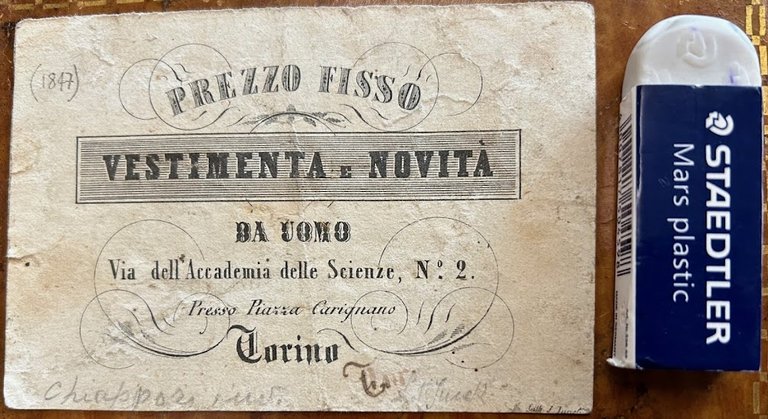 (1847)
PREZZO FISSO
VESTIMENTA E NOVITÀ
DA UOMO
Via dell'Accademia delle Scienze, N.º 2.
Presso Piazza Carignano
Torino
STAEDTLER
Mars plastic